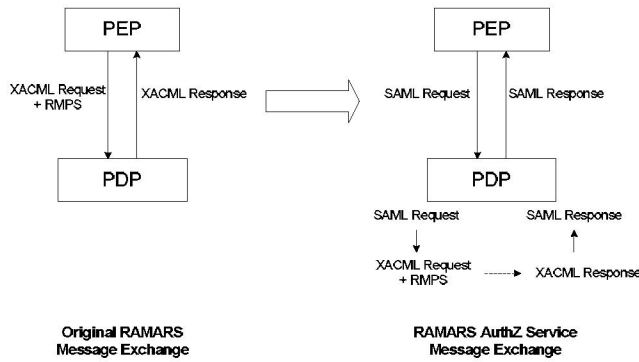 PEP
XACML Request
+ RMPS
XACML Response
PDP
Original RAMARS
Message Exchange
PEP
SAML Request
SAML Response
PDP
SAML Request
SAML Response
XACML Request
+ RMPS
XACML Response
RAMARS AuthZ Service
Message Exchange